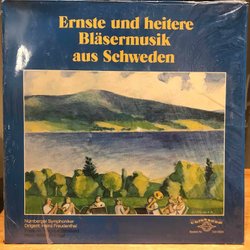 Ernste und heitere
Bläsermusik
aus Schweden
Nürnberger Symphoniker
Dirigent: Heinz Freudenthal